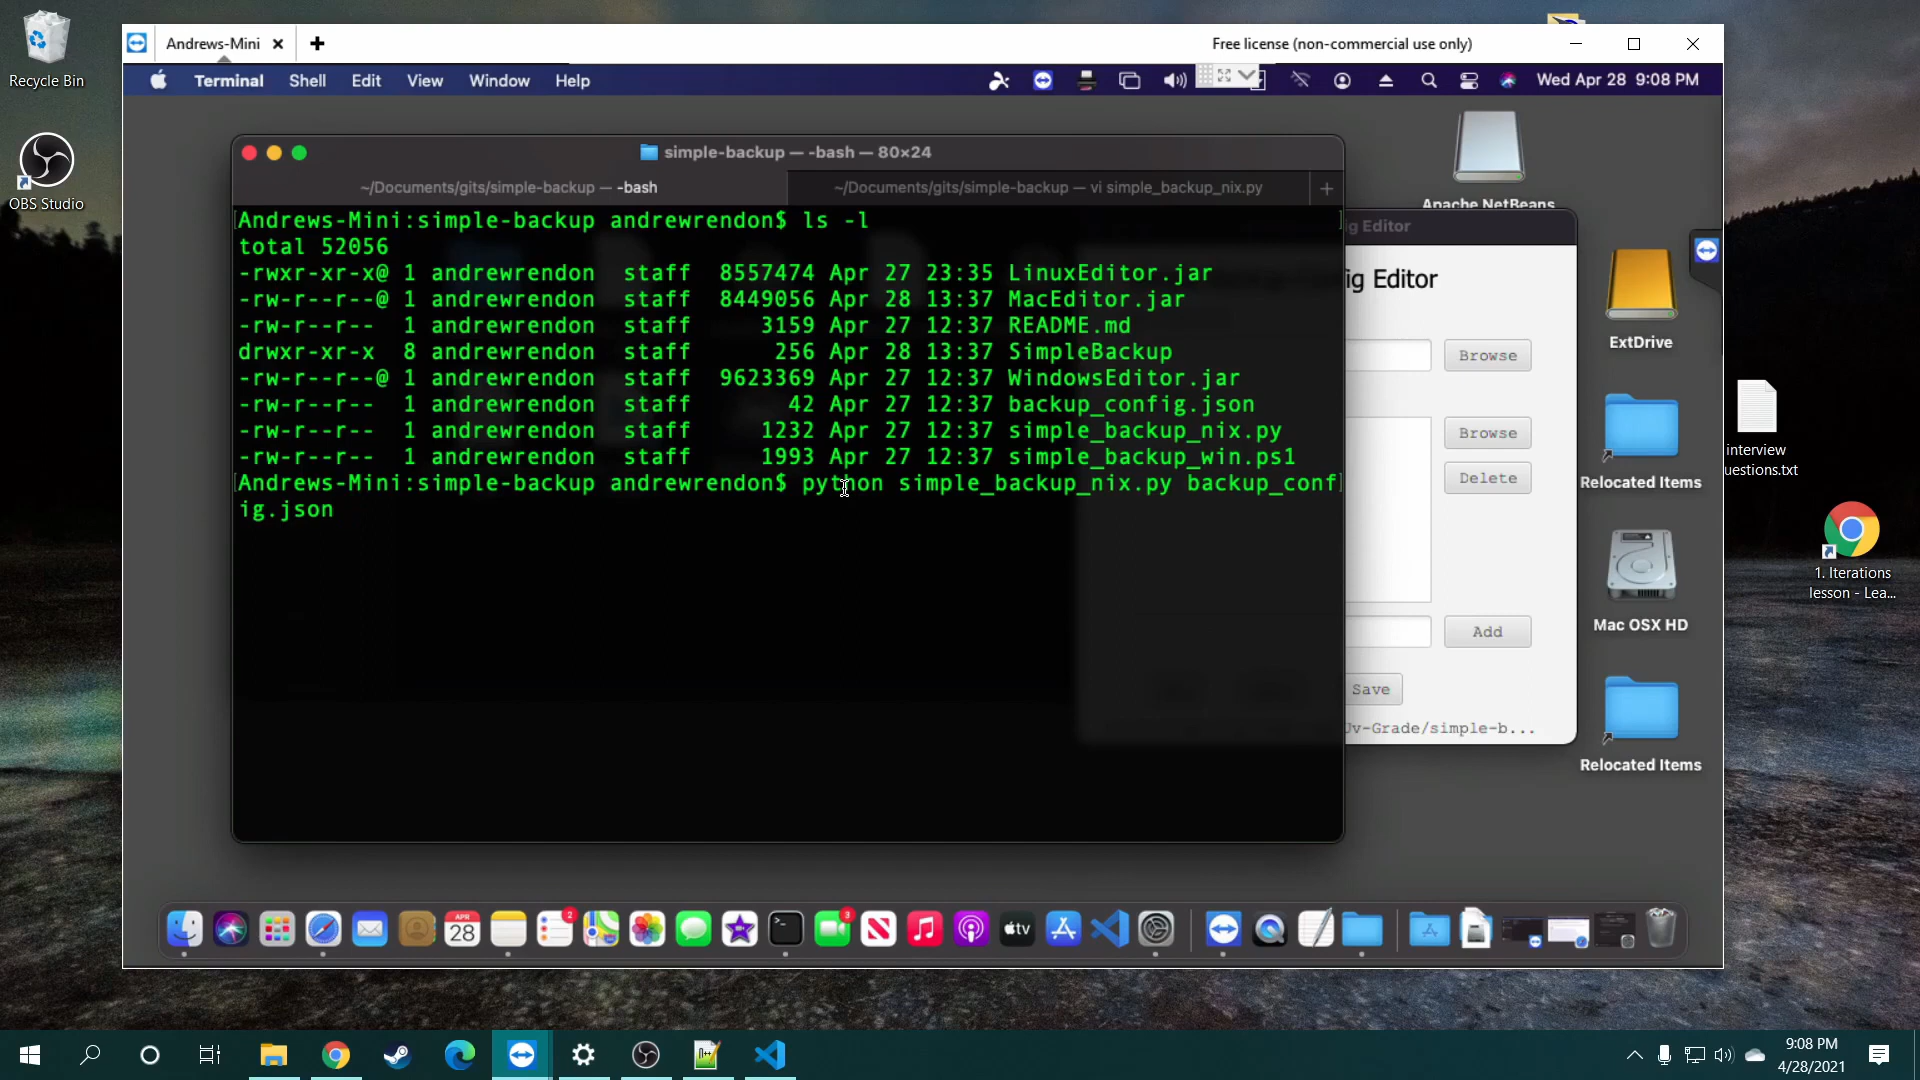 Recycle Bin
OBS Studio
Andrews-Mini
Free license (non-commercial use only)
Terminal Shell Edit View Window Help
Wed Apr 28 9:08 PM
simple-backup — -bash — 80×24
~/Documents/gits/simple-backup — -bash
~/Documents/gits/simple-backup — vi simple_backup_nix.py
Andrews-Mini:simple-backup andrewrendon$ ls -l
total 52056
-rwxr-xr-x@ 1 andrewrendon staff 8557474 Apr 27 23:35 LinuxEditor.jar
-rw-r--r--@ 1 andrewrendon staff 8449056 Apr 28 13:37 MacEditor.jar
-rw-r--r-- 1 andrewrendon staff 3159 Apr 27 12:37 README.md
drwxr-xr-x 8 andrewrendon staff 256 Apr 28 13:37 SimpleBackup
-rw-r--r--@ 1 andrewrendon staff 9623369 Apr 27 12:37 WindowsEditor.jar
-rw-r--r-- 1 andrewrendon staff 42 Apr 27 12:37 backup_config.json
-rw-r--r-- 1 andrewrendon staff 1232 Apr 27 12:37 simple_backup_nix.py
-rw-r--r-- 1 andrewrendon staff 1993 Apr 27 12:37 simple_backup_win.ps1
Andrews-Mini:simple-backup andrewrendon$ python simple_backup_nix.py backup_conf
ig.json
ig Editor
ig Editor
Browse
Browse
Delete
Add
Save
Uv-Grade/simple-b...
Apache NetBeans
ExtDrive
Relocated Items
Mac OSX HD
Relocated Items
interview
uestions.txt
1. Iterations
lesson - Lea...
APR
28
2
3
tv
9:08 PM
4/28/2021